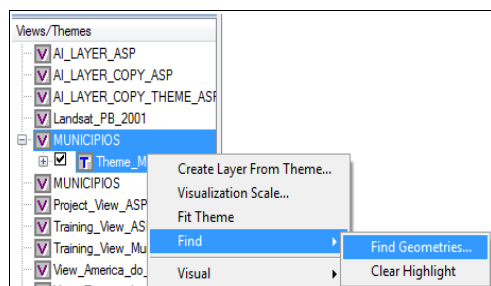 Views/Themes
V AI_LAYER_ASP
V AI_LAYER_COPY_ASP
V AI_LAYER_COPY_THEME_ASF
V Landsat_PB_2001
V MUNICIPIOS
T Theme_M
V MUNICIPIOS
V Project_View_ASP
V Training_View_AS
V Training_View_Mu
V View_America_do_
Create Layer From Theme...
Visualization Scale...
Fit Theme
Find
Visual
Find Geometries...
Clear Highlight